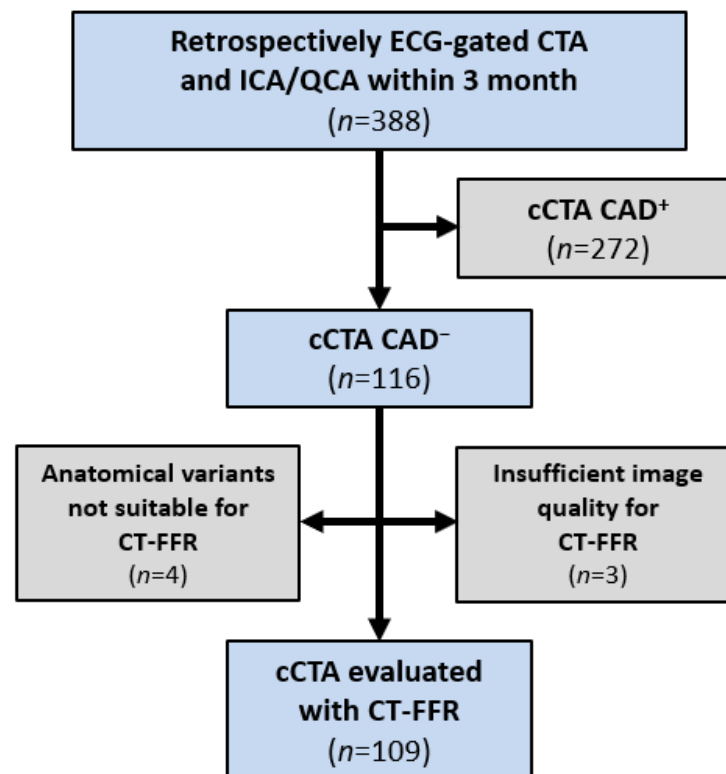 Retrospectively ECG-gated CTA
and ICA/QCA within 3 month
(n=388)
cCTA CAD⁺
(n=272)
cCTA CAD⁻
(n=116)
Anatomical variants
not suitable for
CT-FFR
(n=4)
Insufficient image
quality for
CT-FFR
(n=3)
cCTA evaluated
with CT-FFR
(n=109)